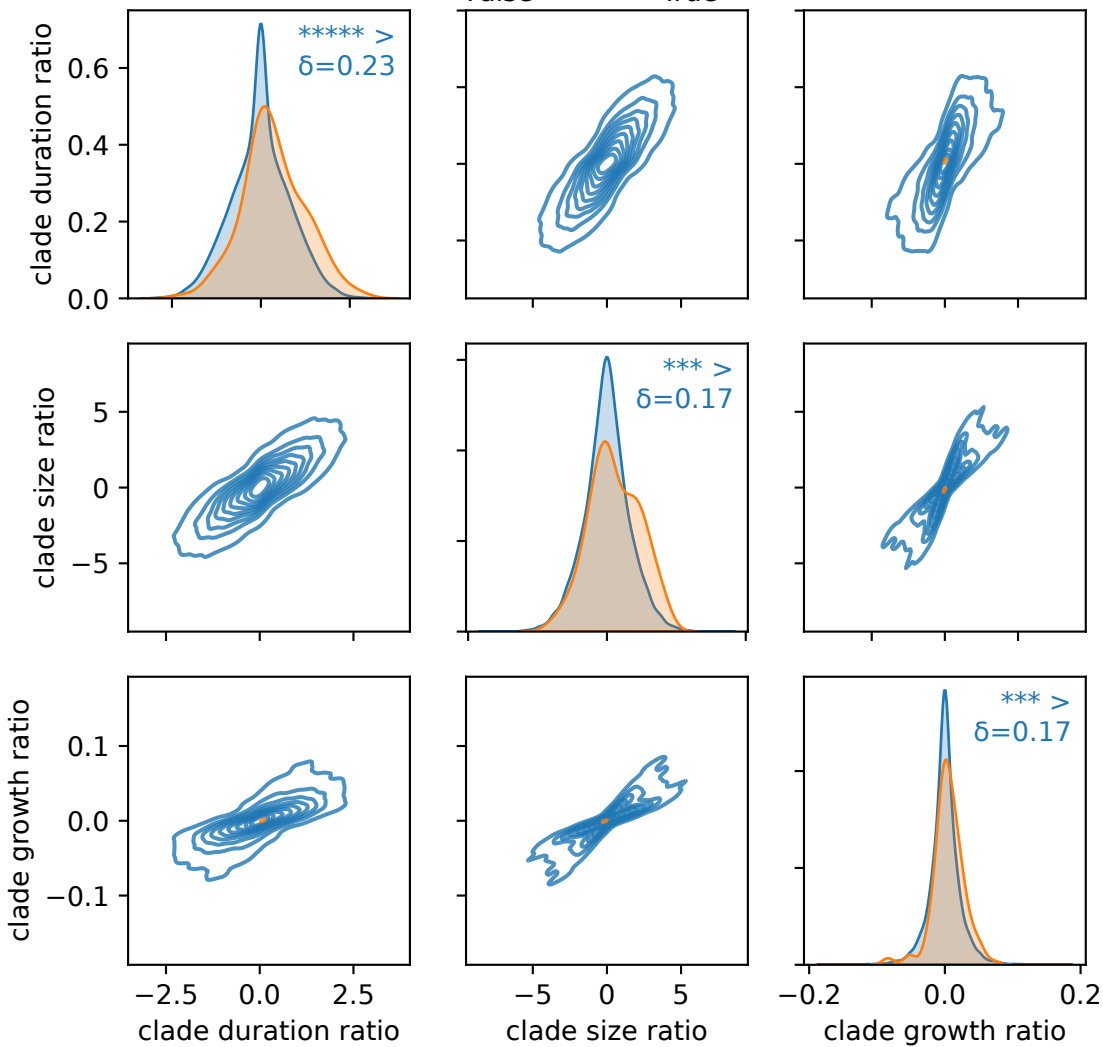 ***** >
δ=0.23
clade duration ratio
0.6
0.4
0.2
0.0
*** >
δ=0.17
clade size ratio
5
0
−5
*** >
δ=0.17
clade growth ratio
0.1
0.0
−0.1
−2.5 0.0 2.5
−5 0 5
−0.2 0.0 0.2
clade duration ratio
clade size ratio
clade growth ratio